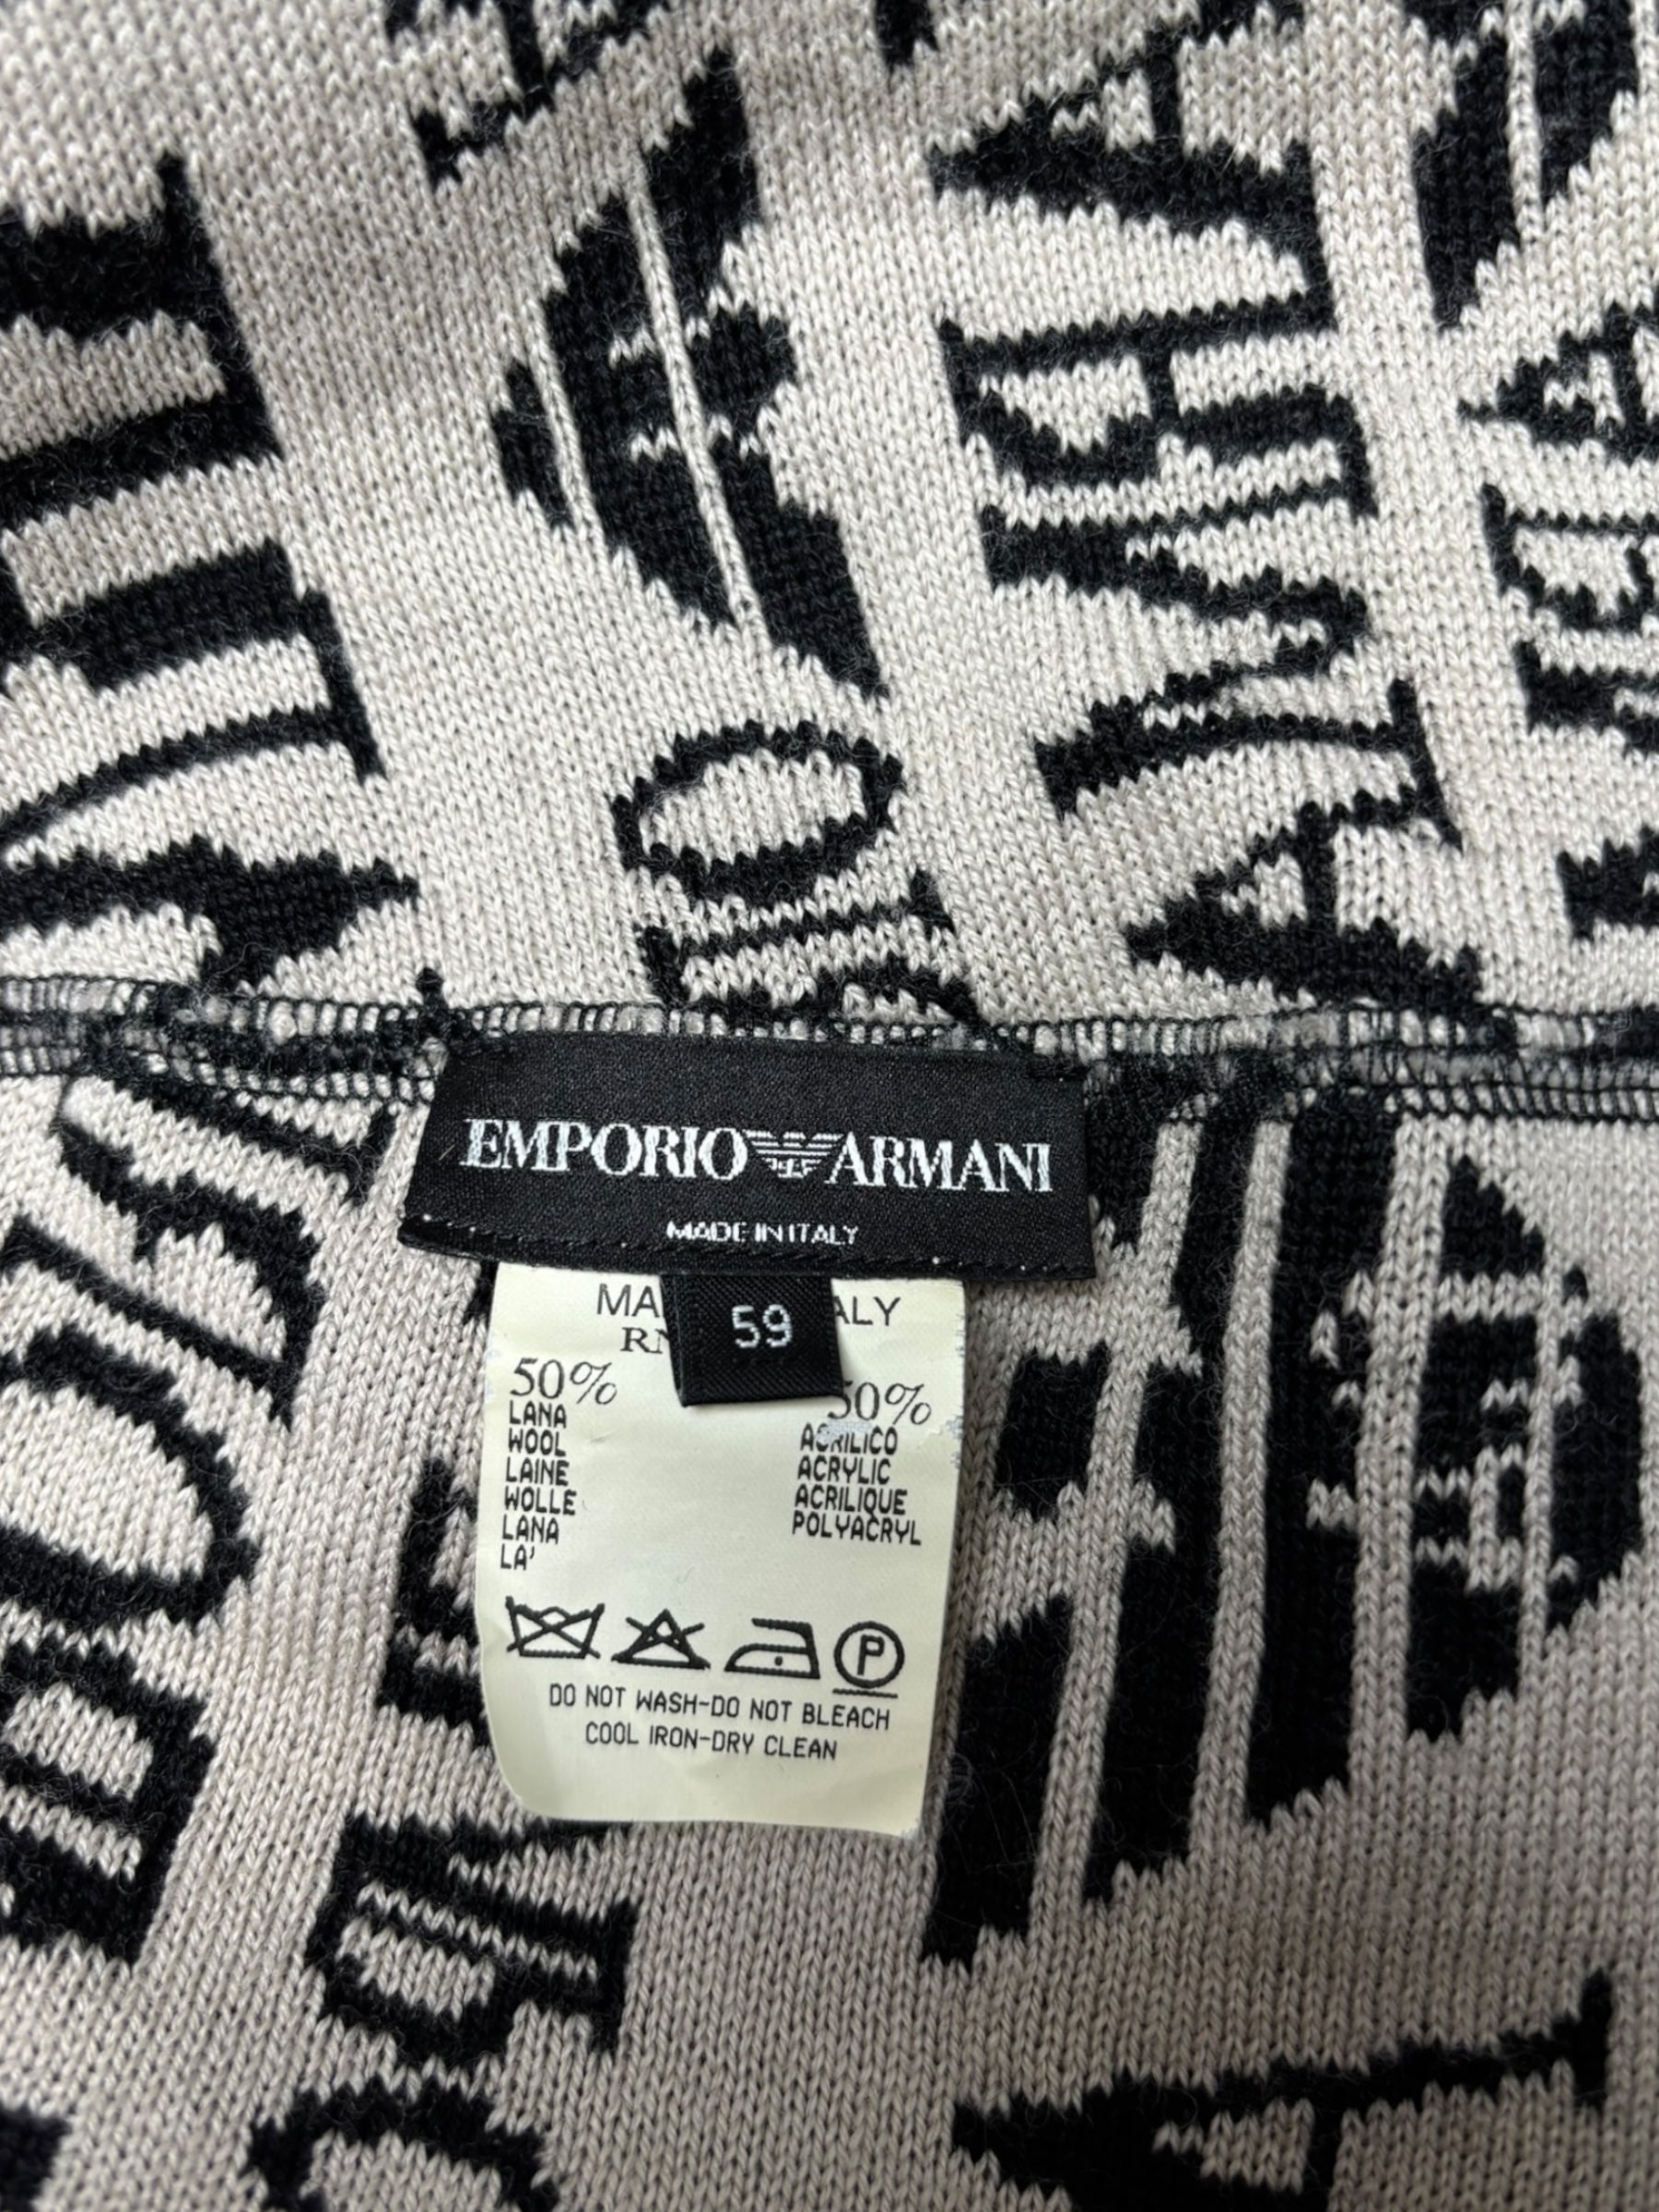 EMPORIO ARMANI
MADE IN ITALY
59
50%
LANA
WOOL
LAINE
WOLLE
LANA
LA'
50%
ACRILICO
ACRYLIC
ACRILIQUE
POLYACRYL
P
DO NOT WASH-DO NOT BLEACH
COOL IRON-DRY CLEAN